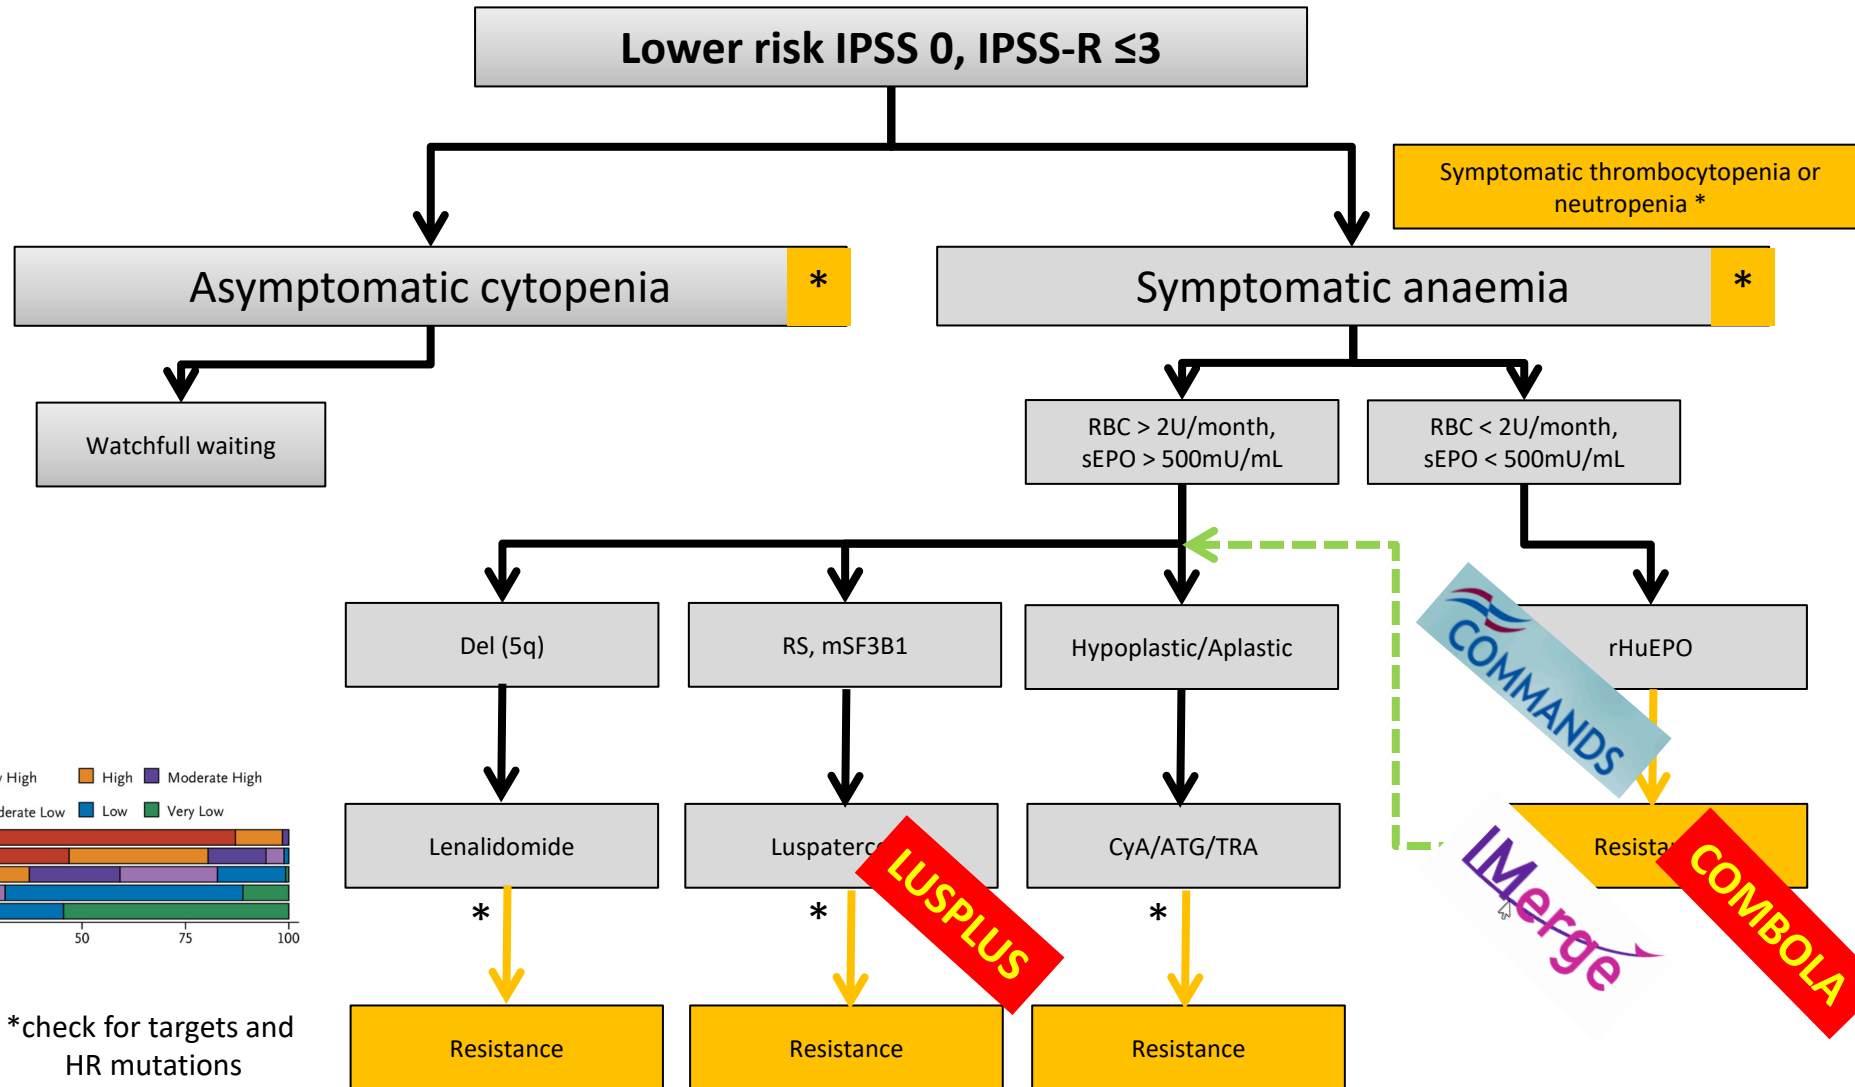 Lower risk IPSS 0, IPSS-R ≤3
Symptomatic thrombocytopenia or
neutropenia *
Asymptomatic cytopenia
*
Symptomatic anaemia
*
Watchfull waiting
RBC > 2U/month,
sEPO > 500mU/mL
RBC < 2U/month,
sEPO < 500mU/mL
Del (5q)
RS, mSF3B1
Hypoplastic/Aplastic
rHuEPO
COMMANDS
High
High
Moderate High
Low
Low
Very Low
50
75
100
Lenalidomide
CyA/ATG/TRA
LUSPLUS
IMerge
COMBOLA
*
*
*
*check for targets and
HR mutations
Resistance
Resistance
Resistance